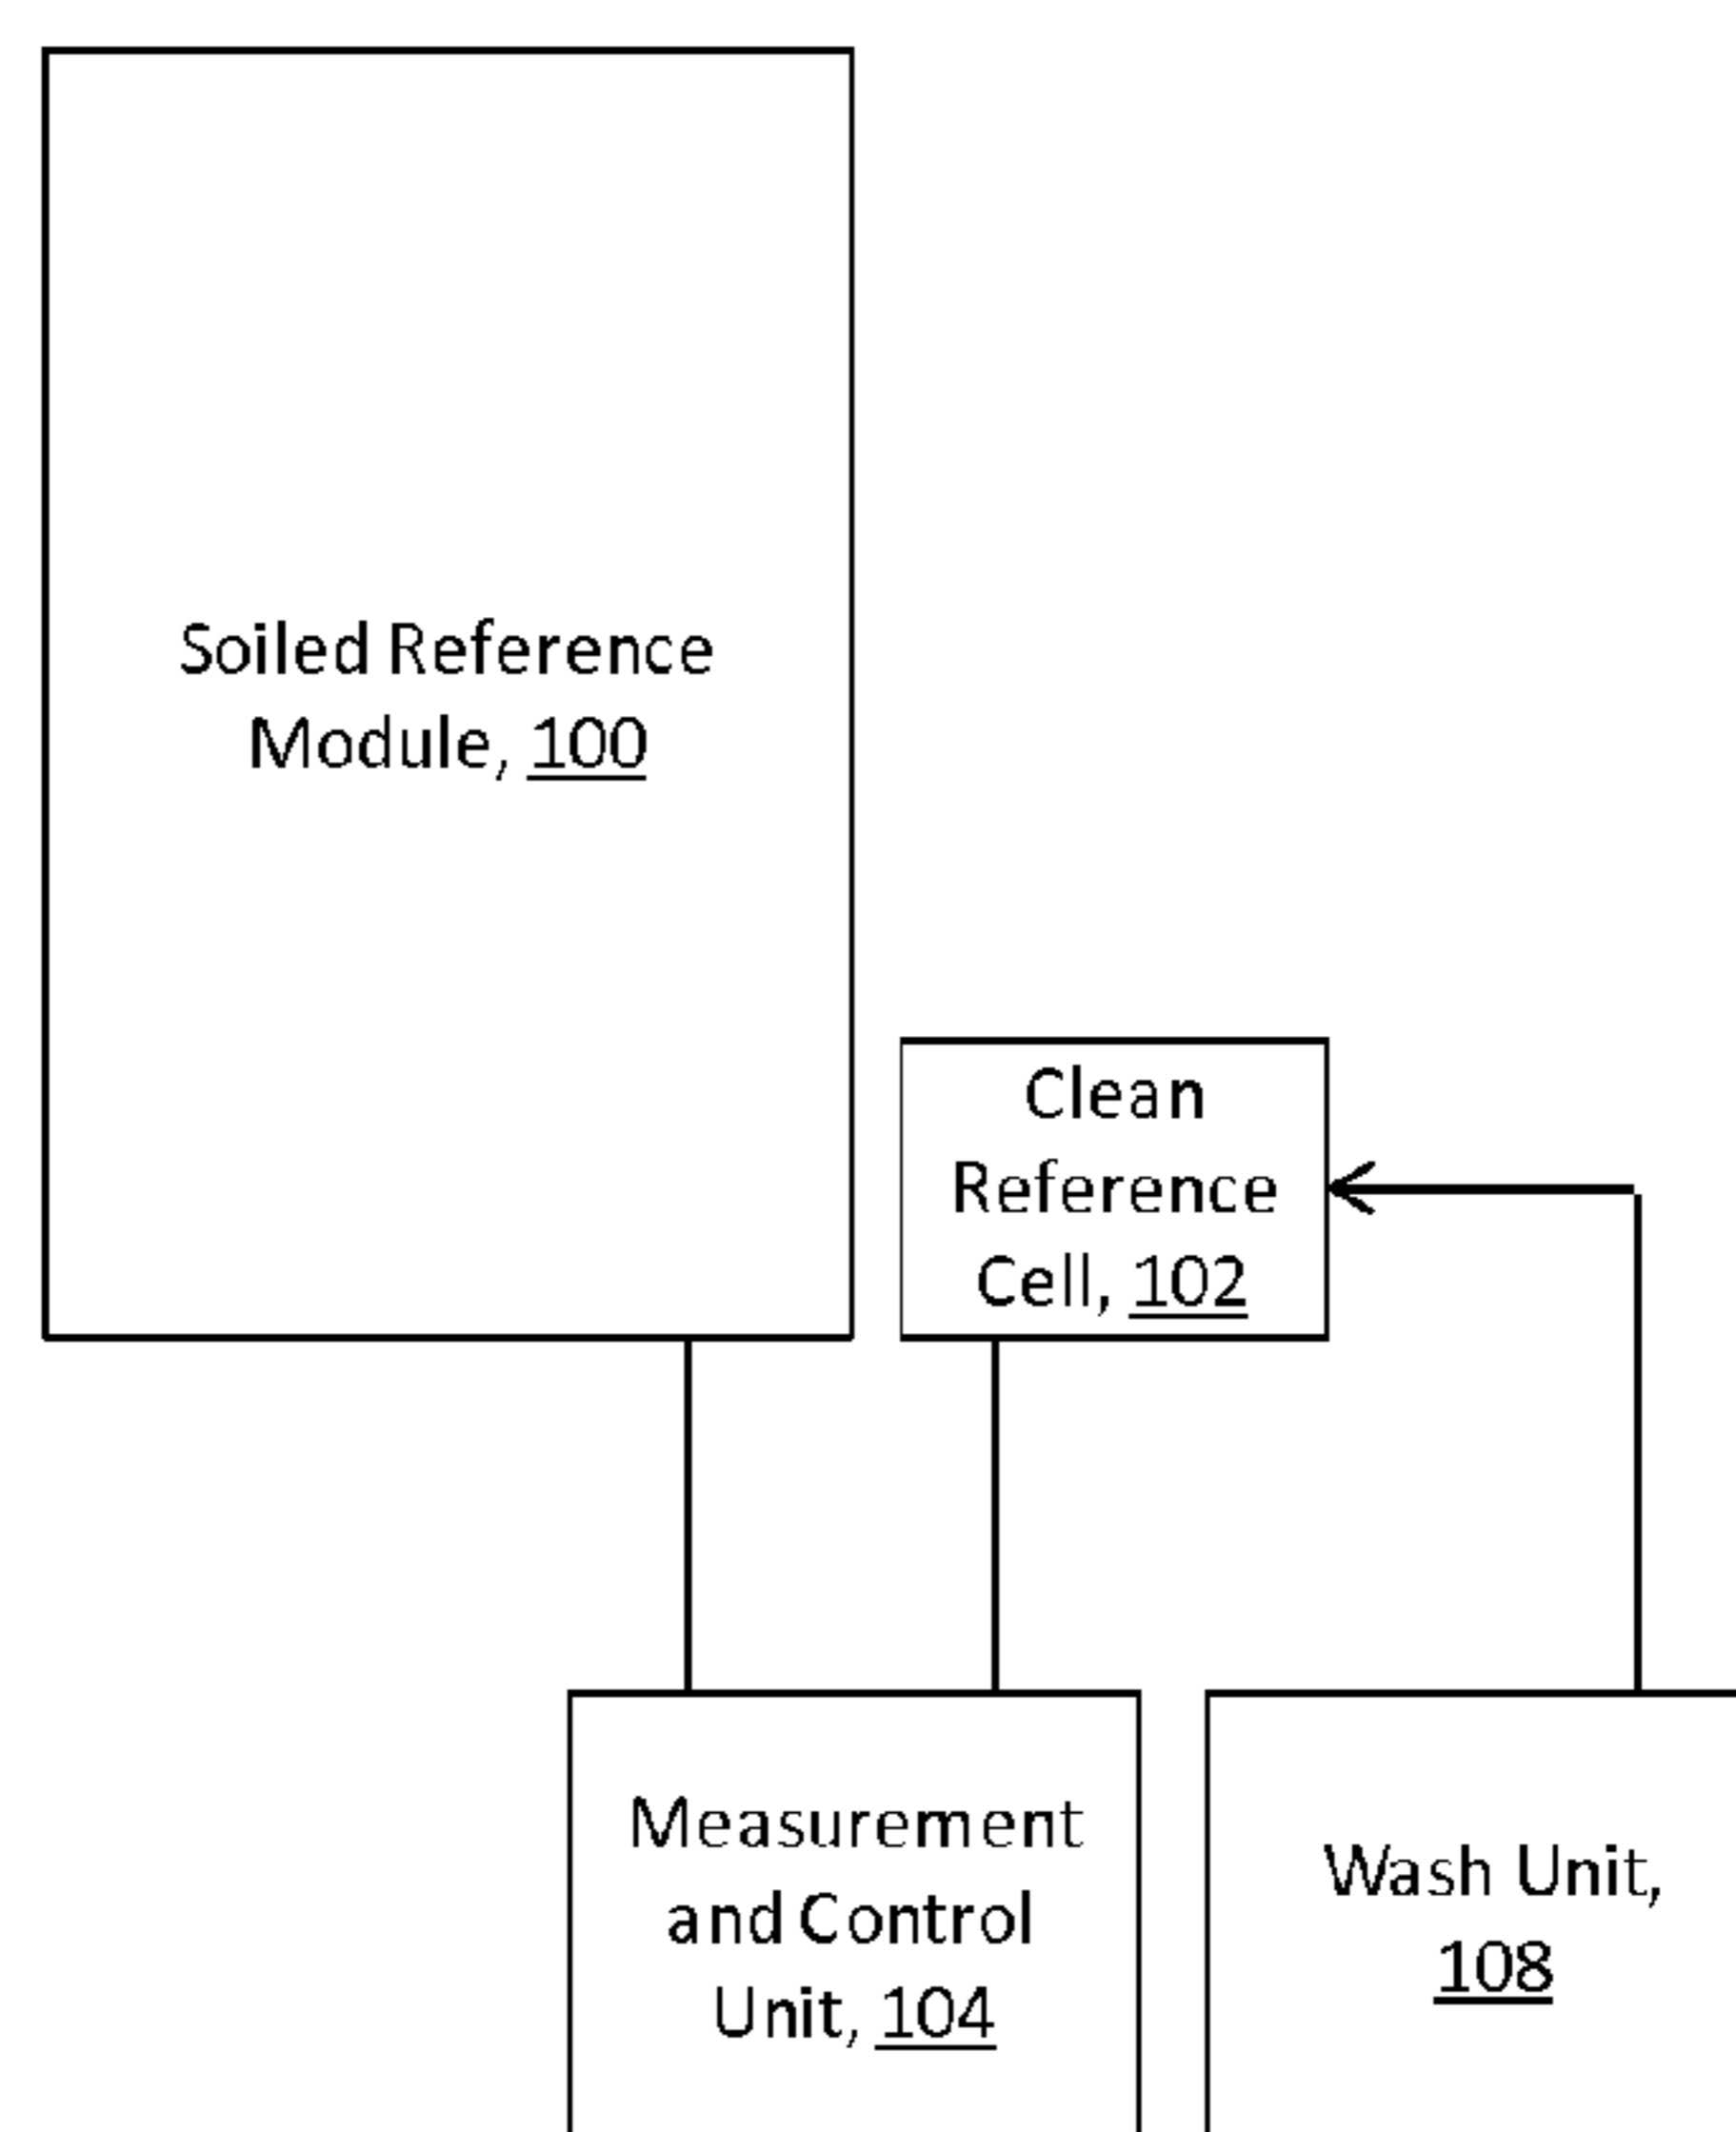 Soiled Reference
Module, 100
Clean
Reference
Cell, 102
Measurement
and Control
Unit, 104
Wash Unit,
108